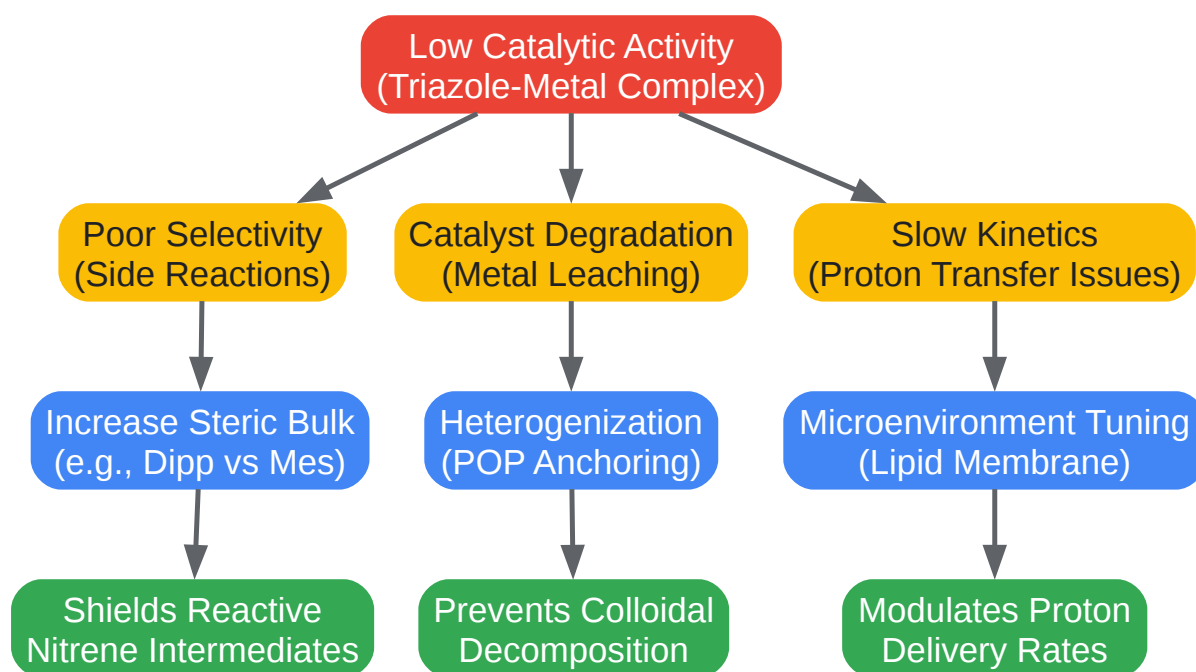 Low Catalytic Activity
(Triazole-Metal Complex)
Poor Selectivity
(Side Reactions)
Catalyst Degradation
(Metal Leaching)
Slow Kinetics
(Proton Transfer Issues)
Increase Steric Bulk
(e.g., Dipp vs Mes)
Heterogenization
(POP Anchoring)
Microenvironment Tuning
(Lipid Membrane)
Shields Reactive
Nitrene Intermediates
Prevents Colloidal
Decomposition
Modulates Proton
Delivery Rates